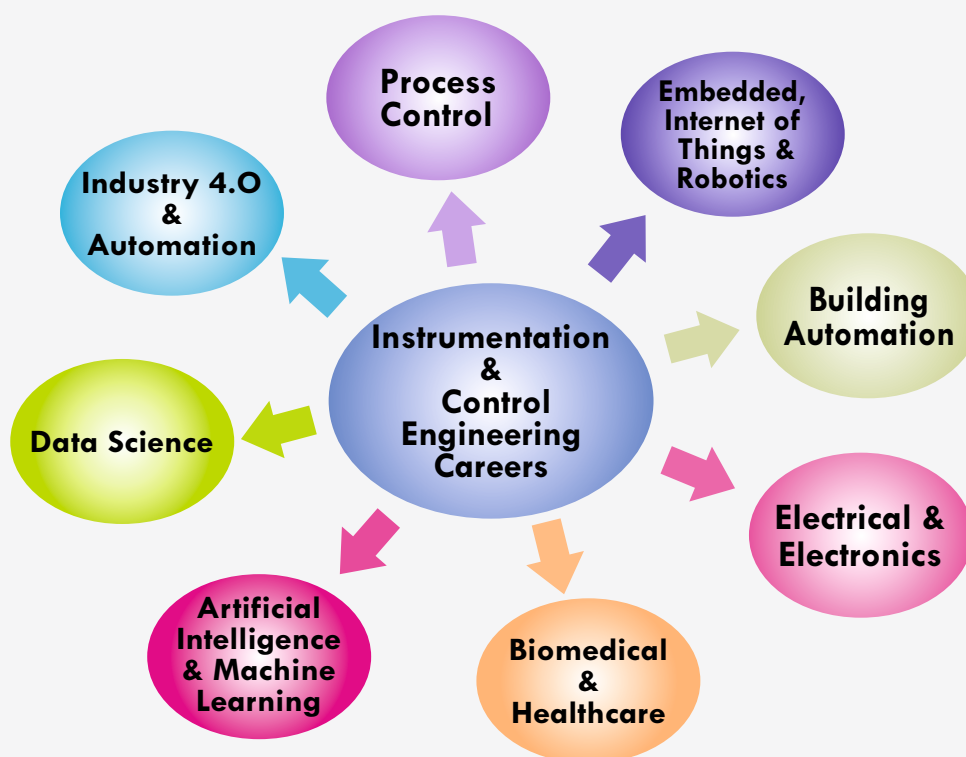 Process
Control
Embedded,
Internet of
Things &
Robotics
Industry 4.O
&
Automation
Building
Automation
Instrumentation
&
Control
Engineering
Careers
Data Science
Electrical &
Electronics
Artificial
Intelligence
& Machine
Learning
Biomedical
&
Healthcare